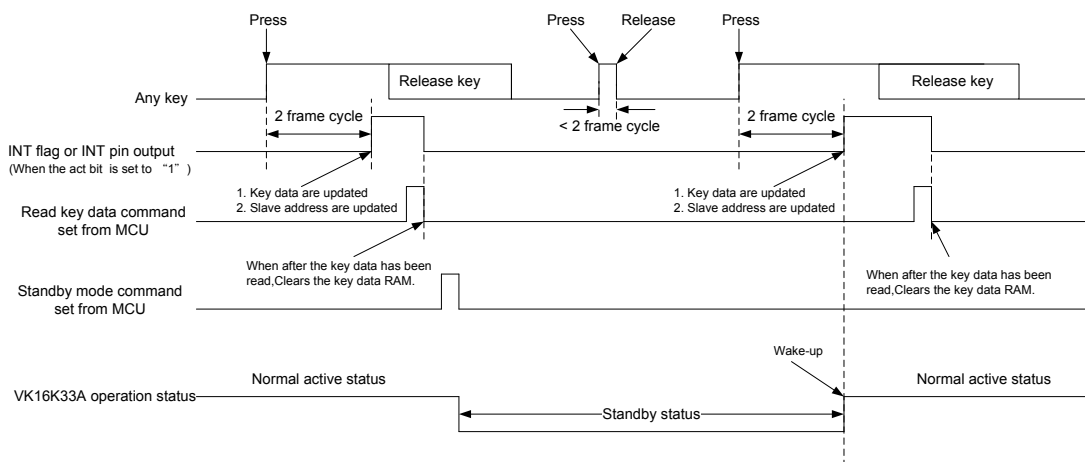 Press
Press
Release
Press
Any key
Release key
Release key
2 frame cycle
< 2 frame cycle
2 frame cycle
INT flag or INT pin output
(When the act bit is set to “1” )
1. Key data are updated
2. Slave address are updated
1. Key data are updated
2. Slave address are updated
Read key data command
set from MCU
When after the key data has been
read,Clears the key data RAM.
When after the key data has been
read,Clears the key data RAM.
Standby mode command
set from MCU
Wake-up
VK16K33A operation status
Normal active status
Standby status
Normal active status